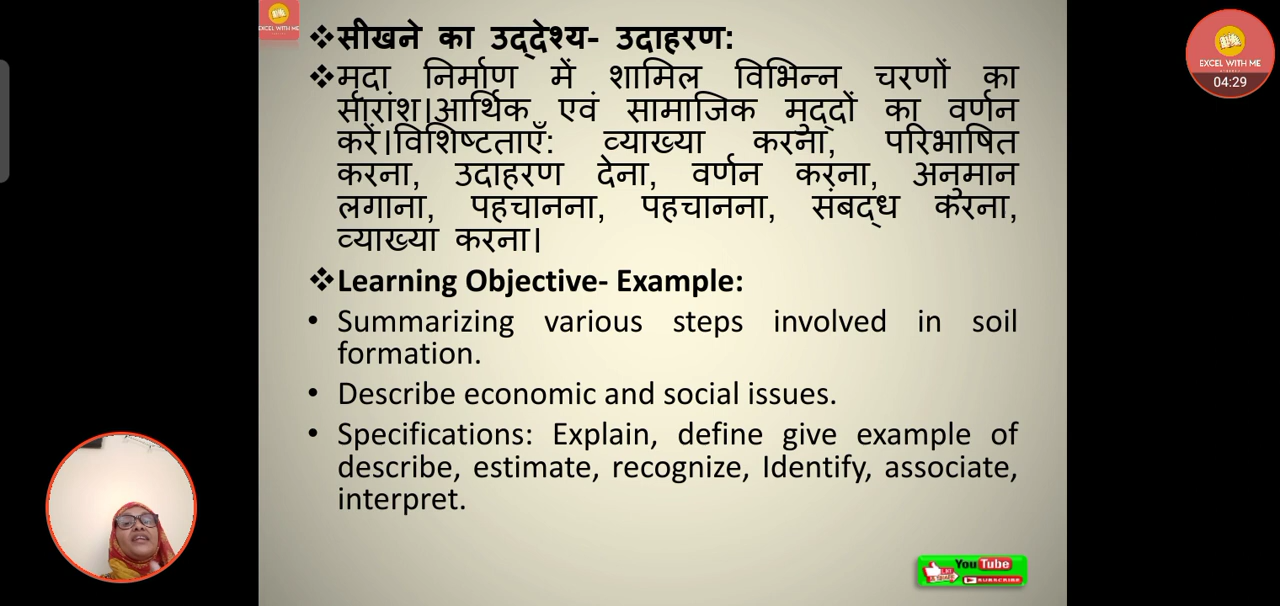 ❖सीखने का उद्देश्य- उदाहरण:
❖मृदा निर्माण में शामिल विभिन्न चरणों का
सारांश।आर्थिक एवं सामाजिक मुद्दों का वर्णन
करें।विशिष्टताएँ: व्याख्या करना, परिभाषित
करना, उदाहरण देना, वर्णन करना, अनुमान
लगाना, पहचानना, पहचानना, संबद्ध करना,
व्याख्या करना।
❖Learning Objective- Example:
• Summarizing various steps involved in soil
formation.
• Describe economic and social issues.
• Specifications: Explain, define give example of
describe, estimate, recognize, Identify, associate,
interpret.
EXCEL WITH ME
EXCEL WITH ME
04:29
YouTube
SUBSCRIBE